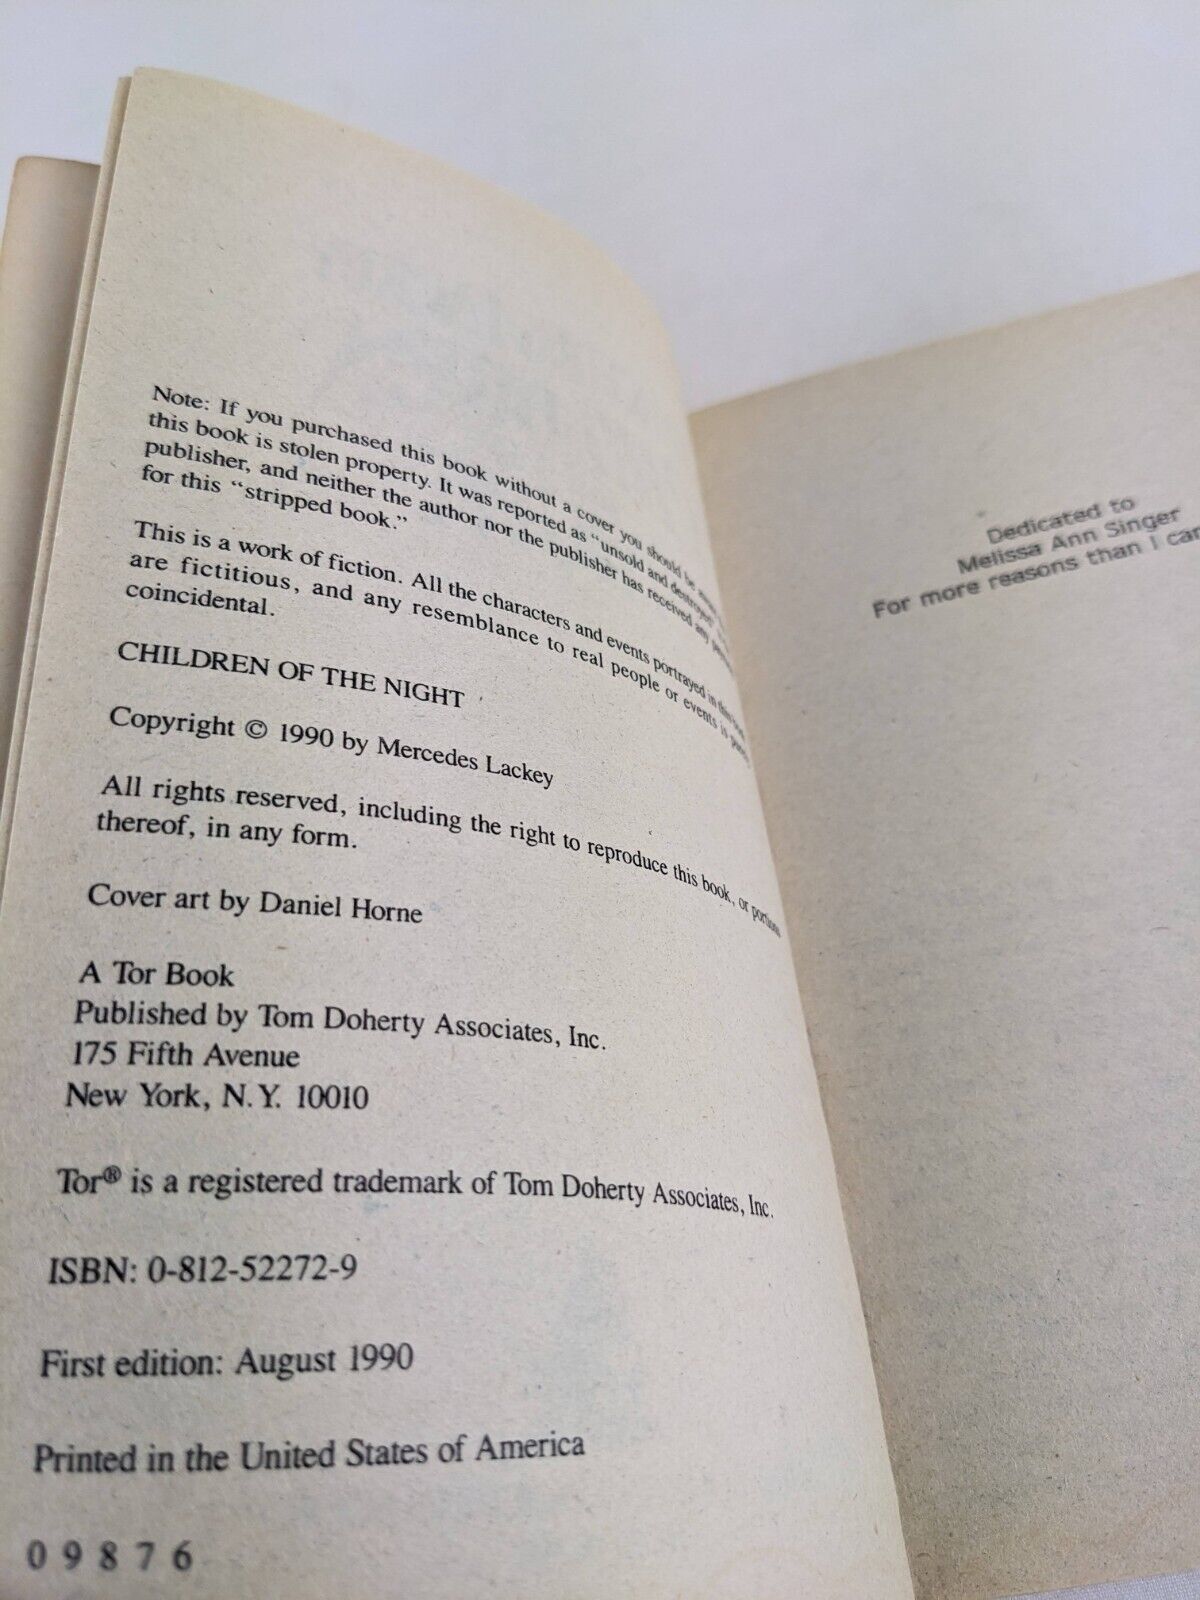 Note: If you purchased this book without a cover you should be aware
this book is stolen property. It was reported as "unsold and destroyed"
publisher, and neither the author nor the publisher has received any
for this "stripped book."
This is a work of fiction. All the characters and events portrayed in this
are fictitious, and any resemblance to real people or events is purely
coincidental.
CHILDREN OF THE NIGHT
Copyright © 1990 by Mercedes Lackey
All rights reserved, including the right to reproduce this book, or portions
thereof, in any form.
Cover art by Daniel Horne
A Tor Book
Published by Tom Doherty Associates, Inc.
175 Fifth Avenue
New York, N.Y. 10010
Tor® is a registered trademark of Tom Doherty Associates, Inc.
ISBN: 0-812-52272-9
First edition: August 1990
Printed in the United States of America
0 9 8 7 6
Dedicated to
Melissa Ann Singer
For more reasons than I can